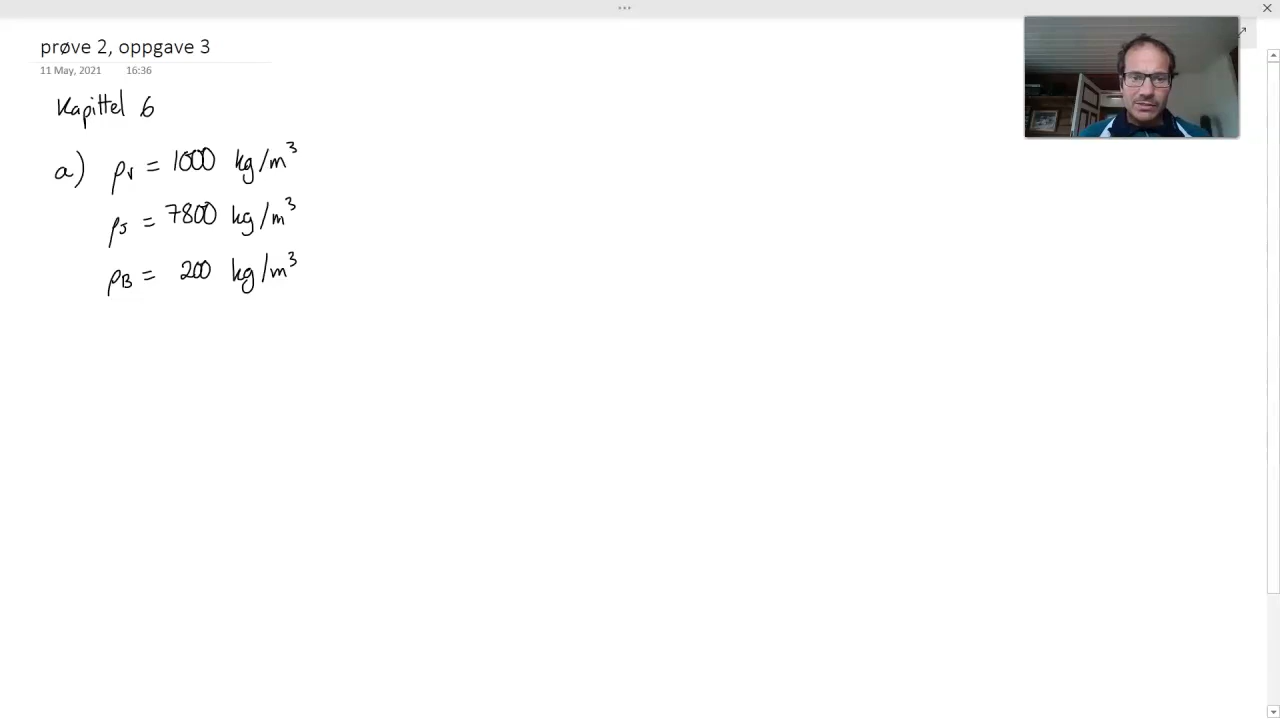 prøve 2, oppgave 3
11 May, 2021 16:36
Kapittel 6
a) ρv = 1000 kg/m³
ρJ = 7800 kg/m³
ρB = 200 kg/m³